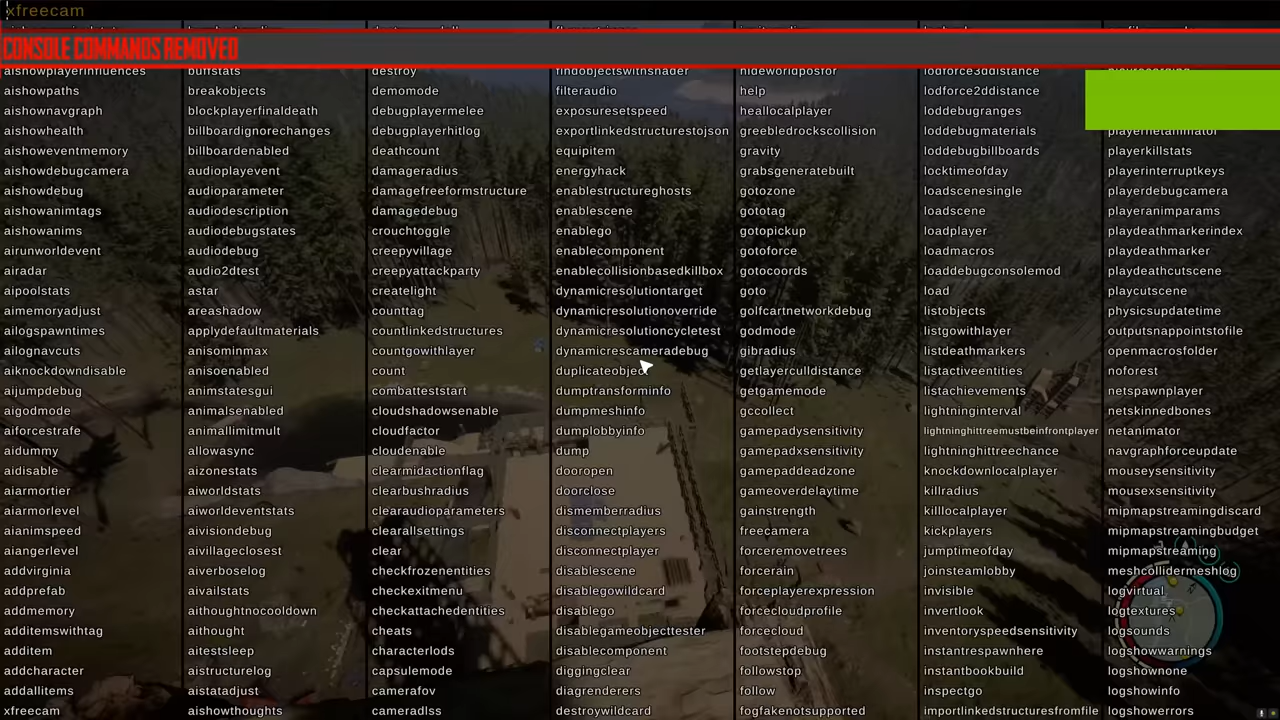 xfreecam
CONSOLE COMMANDS REMOVED
aishowplayerinfluences
aishowpaths
aishownavgraph
aishowhealth
aishoweventmemory
aishowdebugcamera
aishowdebug
aishowanimtags
aishowanims
airunworldevent
airadar
aipoolstats
aimemoryadjust
ailogspawntimes
ailognavcuts
aiknockdowndisable
aijumpdebug
aigodmode
aiforcestrafe
aidummy
aidisable
aiarmortier
aiarmorlevel
aianimspeed
aiangerlevel
addvirginia
addprefab
addmemory
additemswithtag
additem
addcharacter
addallitems
xfreecam
buffstats
breakobjects
blockplayerfinaldeath
billboardignorechanges
billboardenabled
audioplayevent
audioparameter
audiodescription
audiodebugstates
audiodebug
audio2dtest
astar
areashadow
applydefaultmaterials
anisominmax
anisoenabled
animstatesgui
animalsenabled
animallimitmult
allowasync
aizonestats
aiworldstats
aiworldeventstats
aivisiondebug
aivillageclosest
aiverboselog
aivailstats
aithoughtnocooldown
aithought
aitestsleep
aistructurelog
aistatadjust
aishowthoughts
destroy
demomode
debugplayermelee
debugplayerhitlog
deathcount
damageradius
damagefreeformstructure
damagedebug
crouchtoggle
creepyvillage
creepyattackparty
createlight
counttag
countlinkedstructures
countgowithlayer
count
combatteststart
cloudshadowsenable
cloudfactor
cloudenable
clearmidactionflag
clearbushradius
clearaudioparameters
clearallsettings
clear
checkfrozenentities
checkexitmenu
checkattachedentities
cheats
characterlods
capsulemode
camerafov
cameradlss
findobjectswithshader
filteraudio
exposuresetspeed
exportlinkedstructurestojson
equipitem
energyhack
enablestructureghosts
enablescene
enablego
enablecomponent
enablecollisionbasedkillbox
dynamicresolutiontarget
dynamicresolutionoverride
dynamicresolutioncycletest
dynamicrescameradebug
duplicateobject
dumptransforminfo
dumpmeshinfo
dumplobbyinfo
dump
dooropen
doorclose
dismemberradius
disconnectplayers
disconnectplayer
disablescene
disablegowildcard
disablego
disablegameobjecttester
disablecomponent
diggingclear
diagrenderers
destroywildcard
hideworldposfor
help
heallocalplayer
greebledrockscollision
gravity
grabsgeneratebuilt
gotozone
gototag
gotopickup
gotoforce
gotocoords
goto
golfcartnetworkdebug
godmode
gibradius
getlayerculldistance
getgamemode
gccollect
gamepadysensitivity
gamepadxsensitivity
gamepaddeadzone
gameoverdelaytime
gainstrength
freecamera
forceremovetrees
forcerain
forceplayerexpression
forcecloudprofile
forcecloud
footstepdebug
followstop
follow
fogfakenotsupported
lodforce3ddistance
lodforce2ddistance
loddebugranges
loddebugmaterials
loddebugbillboards
locktimeofday
loadscenesingle
loadscene
loadplayer
loadmacros
loaddebugconsolemod
load
listobjects
listgowithlayer
listdeathmarkers
listactiveentities
listachievements
lightninginterval
lightninghittreemustbeinfrontplayer
lightninghittreechance
knockdownlocalplayer
killradius
killlocalplayer
kickplayers
jumptimeofday
joinsteamlobby
invisible
invertlook
inventoryspeedsensitivity
instantrespawnhere
instantbookbuild
inspectgo
importlinkedstructuresfromfile
playernetanimator
playerkillstats
playerinterruptkeys
playerdebugcamera
playeranimparams
playdeathmarkerindex
playdeathmarker
playdeathcutscene
playcutscene
physicsupdatetime
outputsnappointstofile
openmacrosfolder
noforest
netspawnplayer
netskinnedbones
netanimator
navgraphforceupdate
mouseysensitivity
mousexsensitivity
mipmapstreamingdiscard
mipmapstreamingbudget
mipmapstreaming
meshcollidermeshlog
logvirtual
logtextures
logsounds
logshowwarnings
logshownone
logshowinfo
logshowerrors